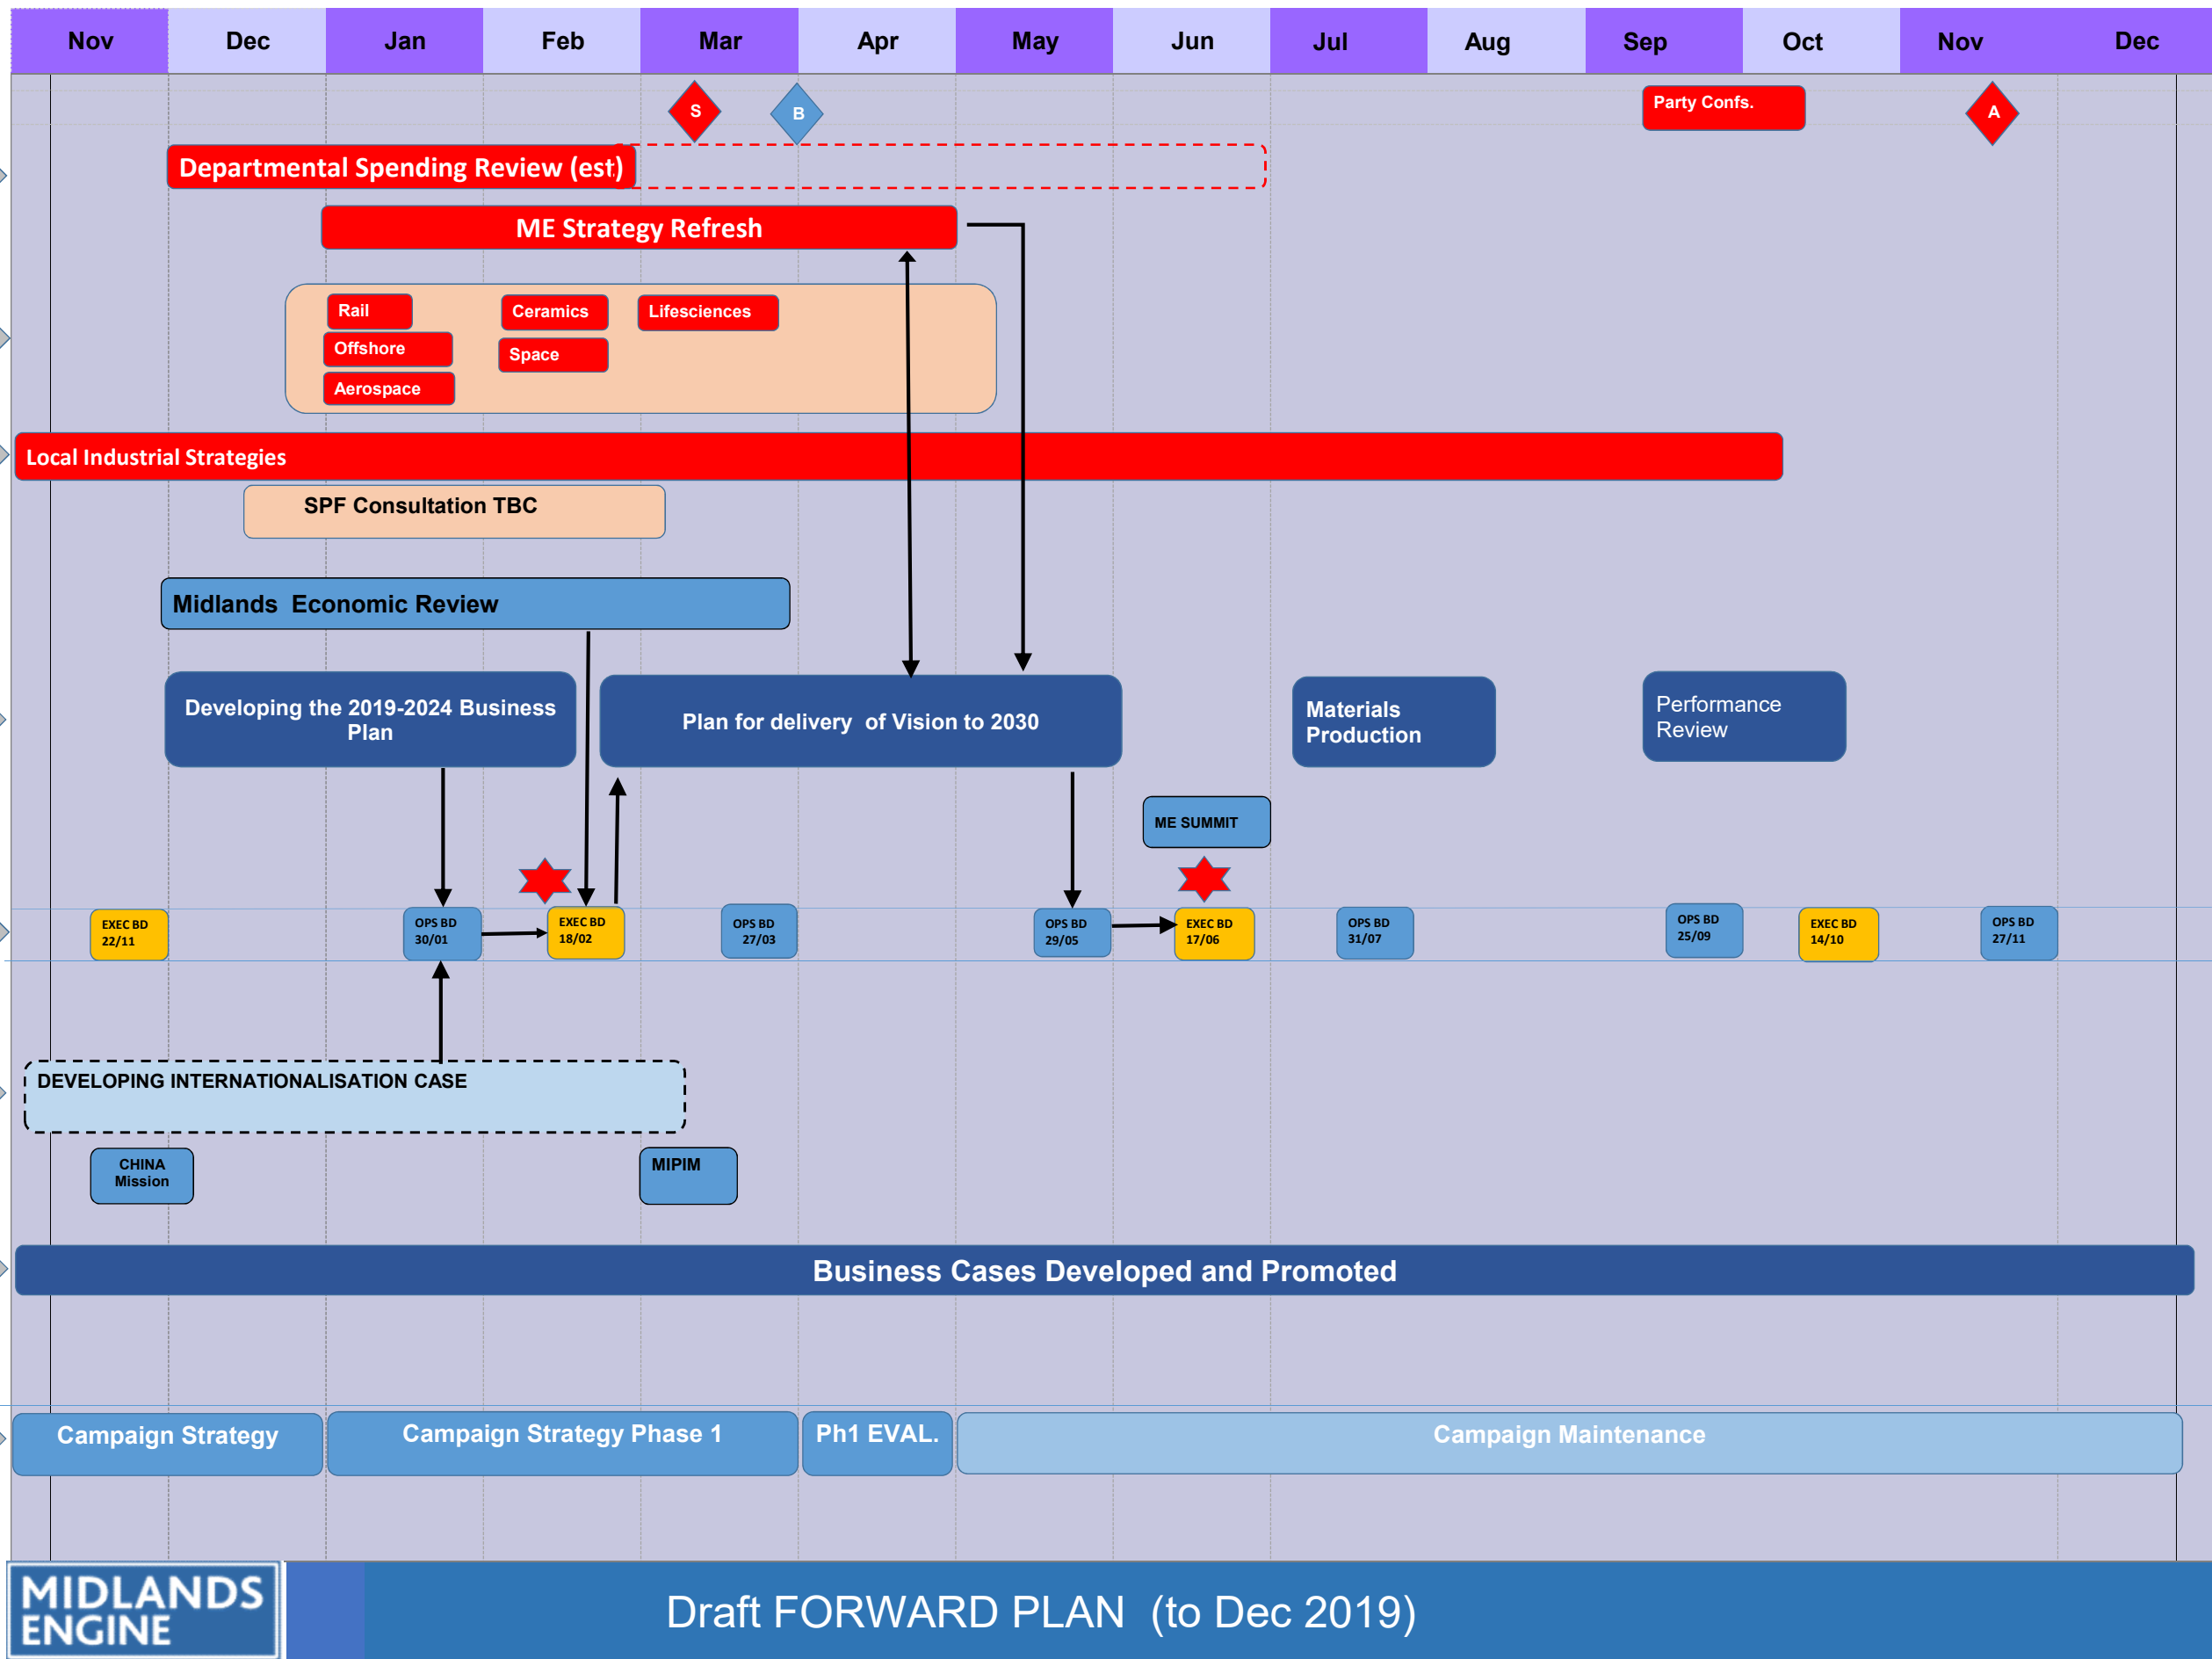 Nov Dec Jan Feb Mar Apr May Jun Jul Aug Sep Oct Nov Dec
S
B
Party Confs.
A
Departmental Spending Review (est)
ME Strategy Refresh
Rail
Ceramics
Lifesciences
Offshore
Space
Aerospace
Local Industrial Strategies
SPF Consultation TBC
Midlands  Economic Review
Developing the 2019-2024 Business
Plan
Plan for delivery  of Vision to 2030
Materials
Production
Performance
Review
ME SUMMIT
EXEC BD
22/11
OPS BD
30/01
EXEC BD
18/02
OPS BD
27/03
OPS BD
29/05
EXEC BD
17/06
OPS BD
31/07
OPS BD
25/09
EXEC BD
14/10
OPS BD
27/11
DEVELOPING INTERNATIONALISATION CASE
CHINA
Mission
MIPIM
Business Cases Developed and Promoted
Campaign Strategy
Campaign Strategy Phase 1
Ph1 EVAL.
Campaign Maintenance
MIDLANDS
ENGINE
Draft FORWARD PLAN  (to Dec 2019)